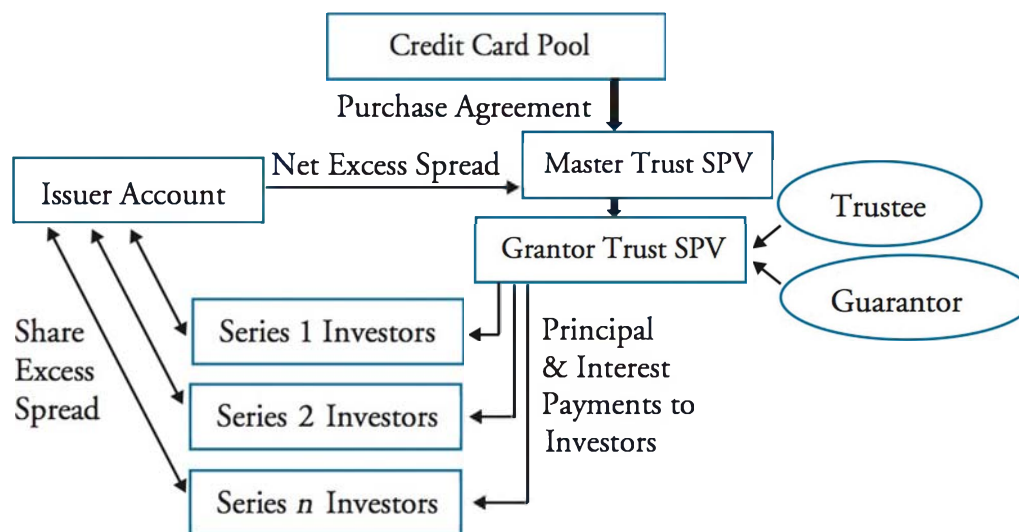 Credit Card Pool
Purchase Agreement
Net Excess Spread
Master Trust SPV
Issuer Account
Trustee
Grantor Trust SPV
Guarantor
Share
Excess
Spread
Series 1 Investors
Series 2 Investors
Series n Investors
Principal
& Interest
Payments to
Investors